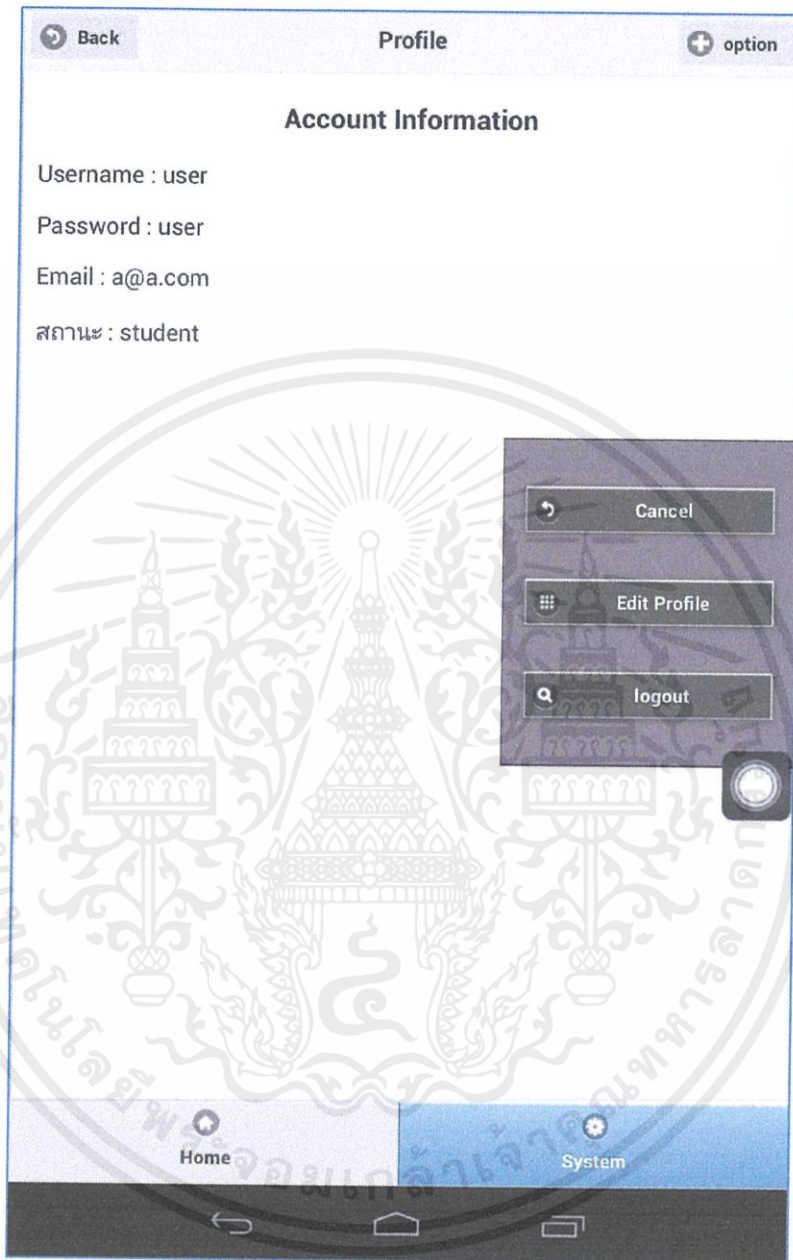 Back Profile option
Account Information
Username : user
Password : user
Email : a@a.com
สถานะ : student
Cancel
Edit Profile
logout
Home System